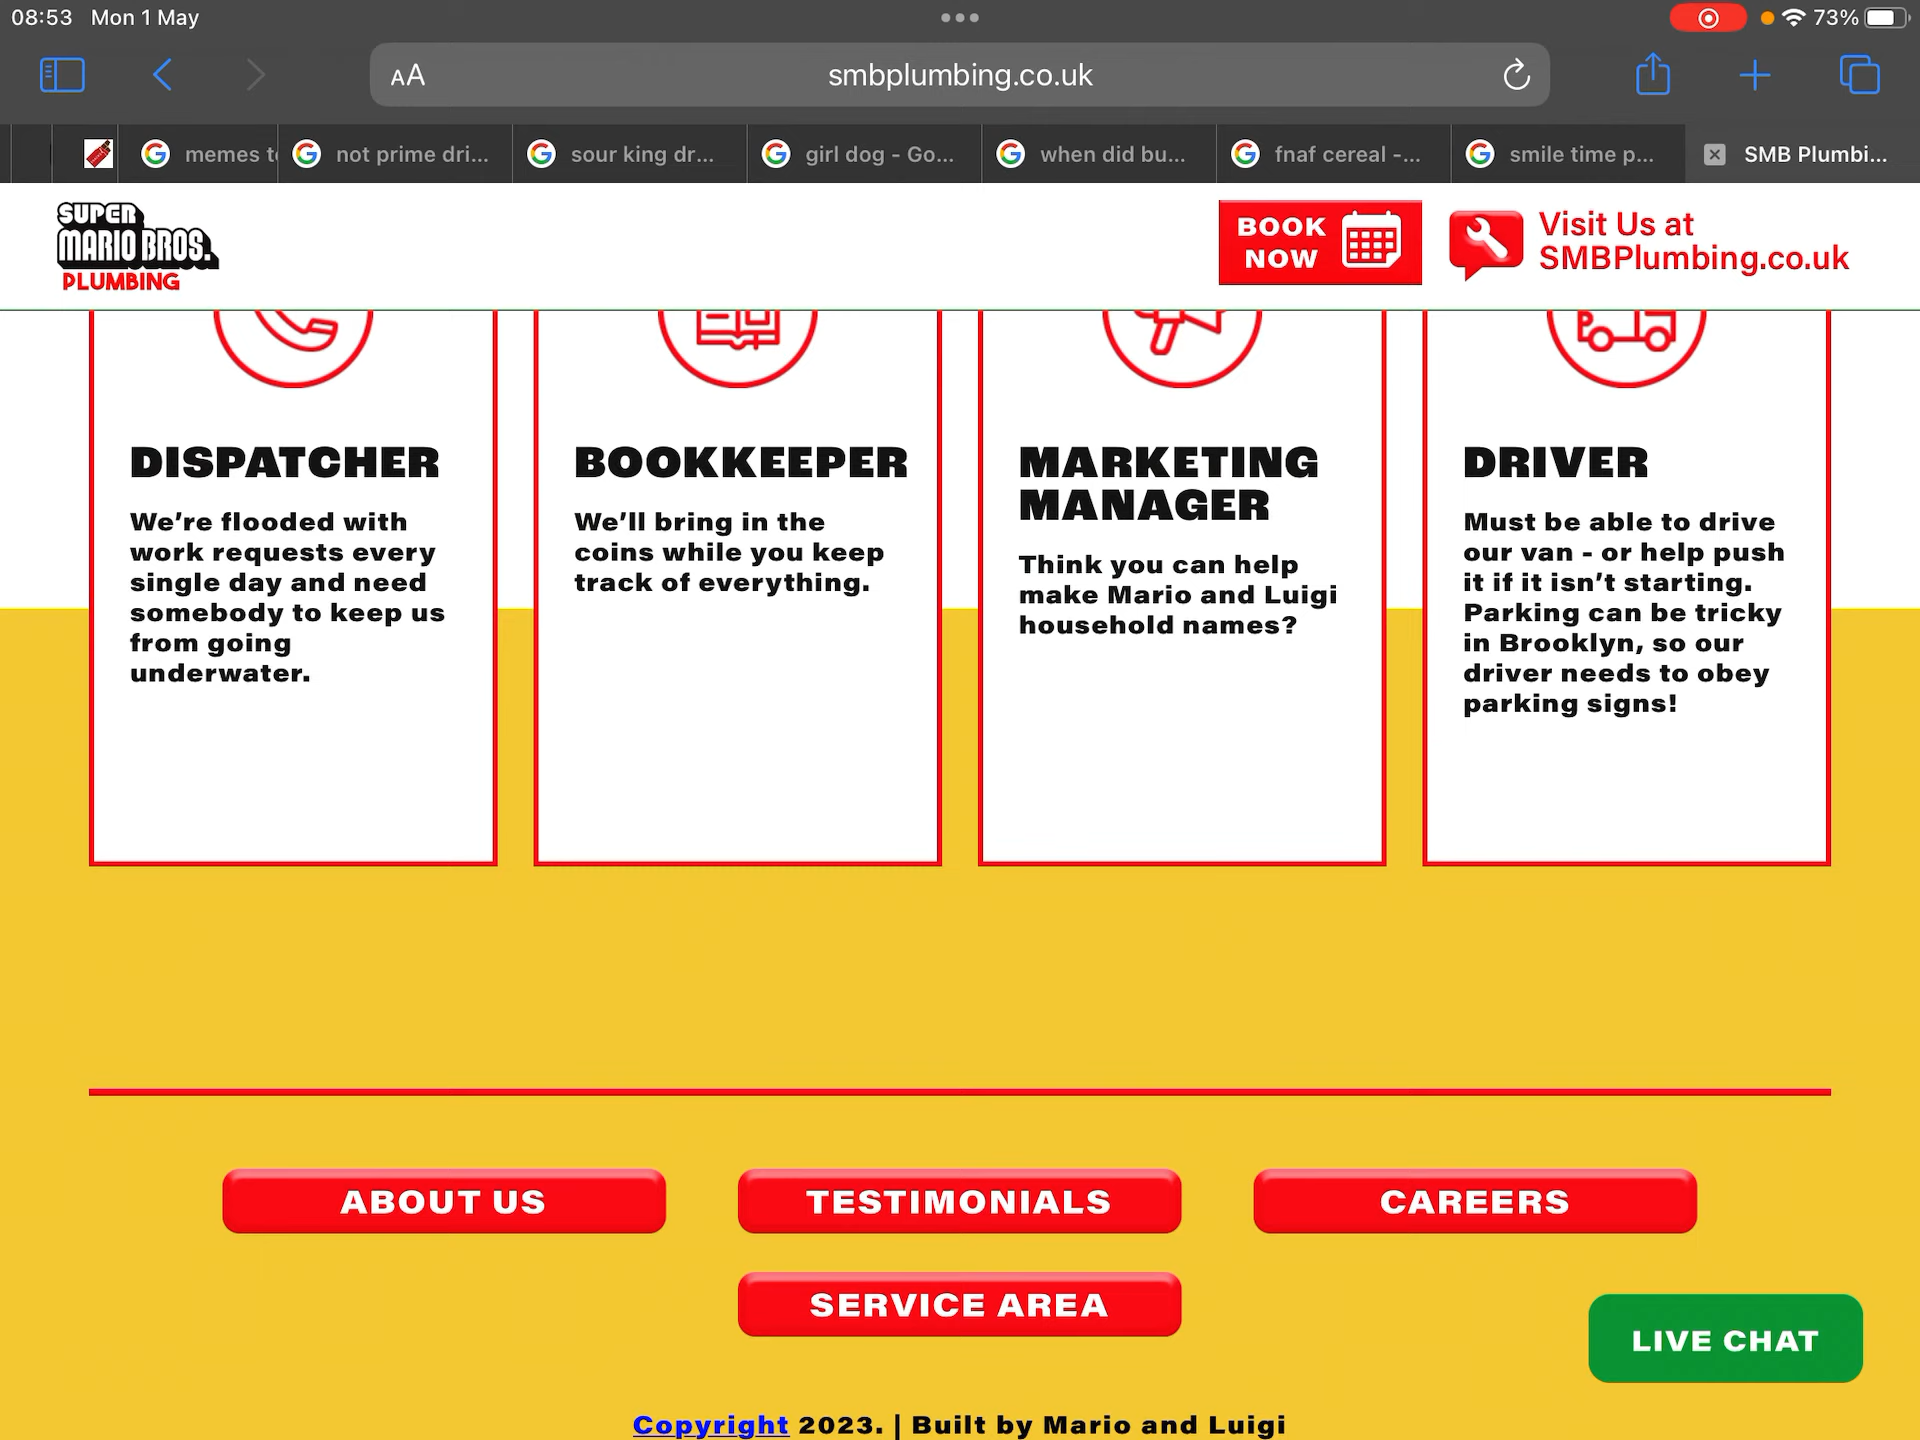 08:53 Mon 1 May
73%
AA smbplumbing.co.uk
memes t
not prime dri...
sour king dr...
girl dog - Go...
when did bu...
fnaf cereal -...
smile time p...
SMB Plumbi...
SUPER
MARIO BROS.
PLUMBING
BOOK
NOW
Visit Us at
SMBPlumbing.co.uk
DISPATCHER
We’re flooded with
work requests every
single day and need
somebody to keep us
from going
underwater.
BOOKKEEPER
We’ll bring in the
coins while you keep
track of everything.
MARKETING
MANAGER
Think you can help
make Mario and Luigi
household names?
DRIVER
Must be able to drive
our van - or help push
it if it isn’t starting.
Parking can be tricky
in Brooklyn, so our
driver needs to obey
parking signs!
ABOUT US
TESTIMONIALS
CAREERS
SERVICE AREA
LIVE CHAT
Copyright 2023. | Built by Mario and Luigi